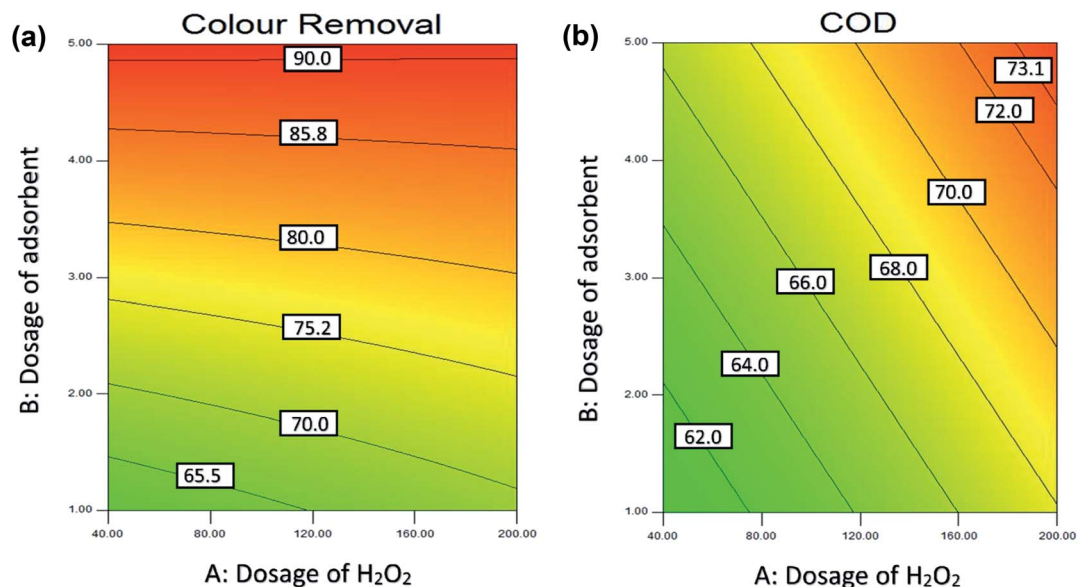 (a)
Colour Removal
5.00
4.00
3.00
2.00
1.00
B: Dosage of adsorbent
90.0
85.8
80.0
75.2
70.0
65.5
40.00 80.00 120.00 160.00 200.00
A: Dosage of H₂O₂
(b)
COD
5.00
4.00
3.00
2.00
1.00
B: Dosage of adsorbent
73.1
72.0
70.0
68.0
66.0
64.0
62.0
40.00 80.00 120.00 160.00 200.00
A: Dosage of H₂O₂